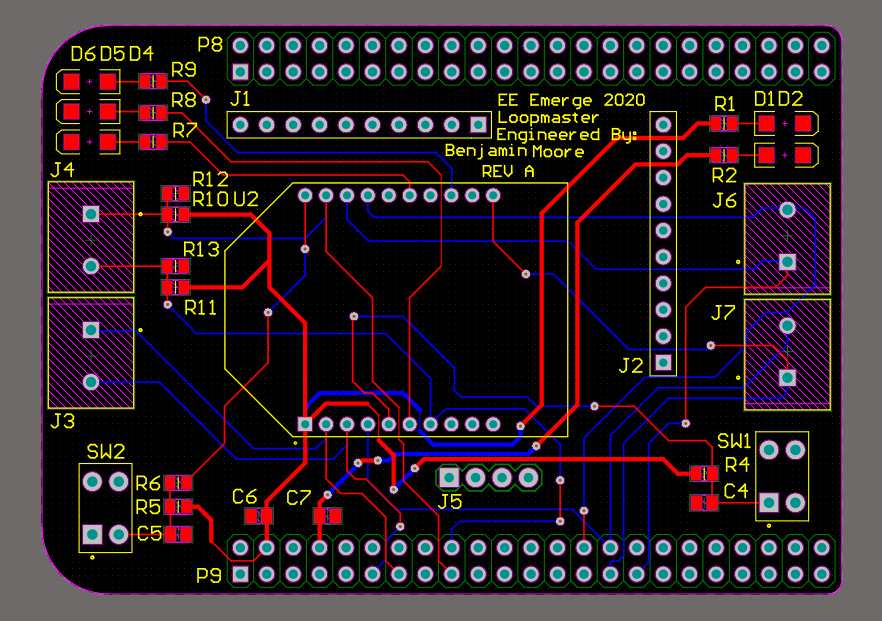 P8
D6 D5 D4
R9
R8
R7
J1
EE Emerge 2020
Loopmaster
Engineered By:
Benjamin Moore
REV A
R1
D1 D2
R2
J4
R12
R10 U2
R13
R11
J6
J7
J2
J3
SW2
R6
R5
C5
C6
C7
J5
SW1
R4
C4
P9